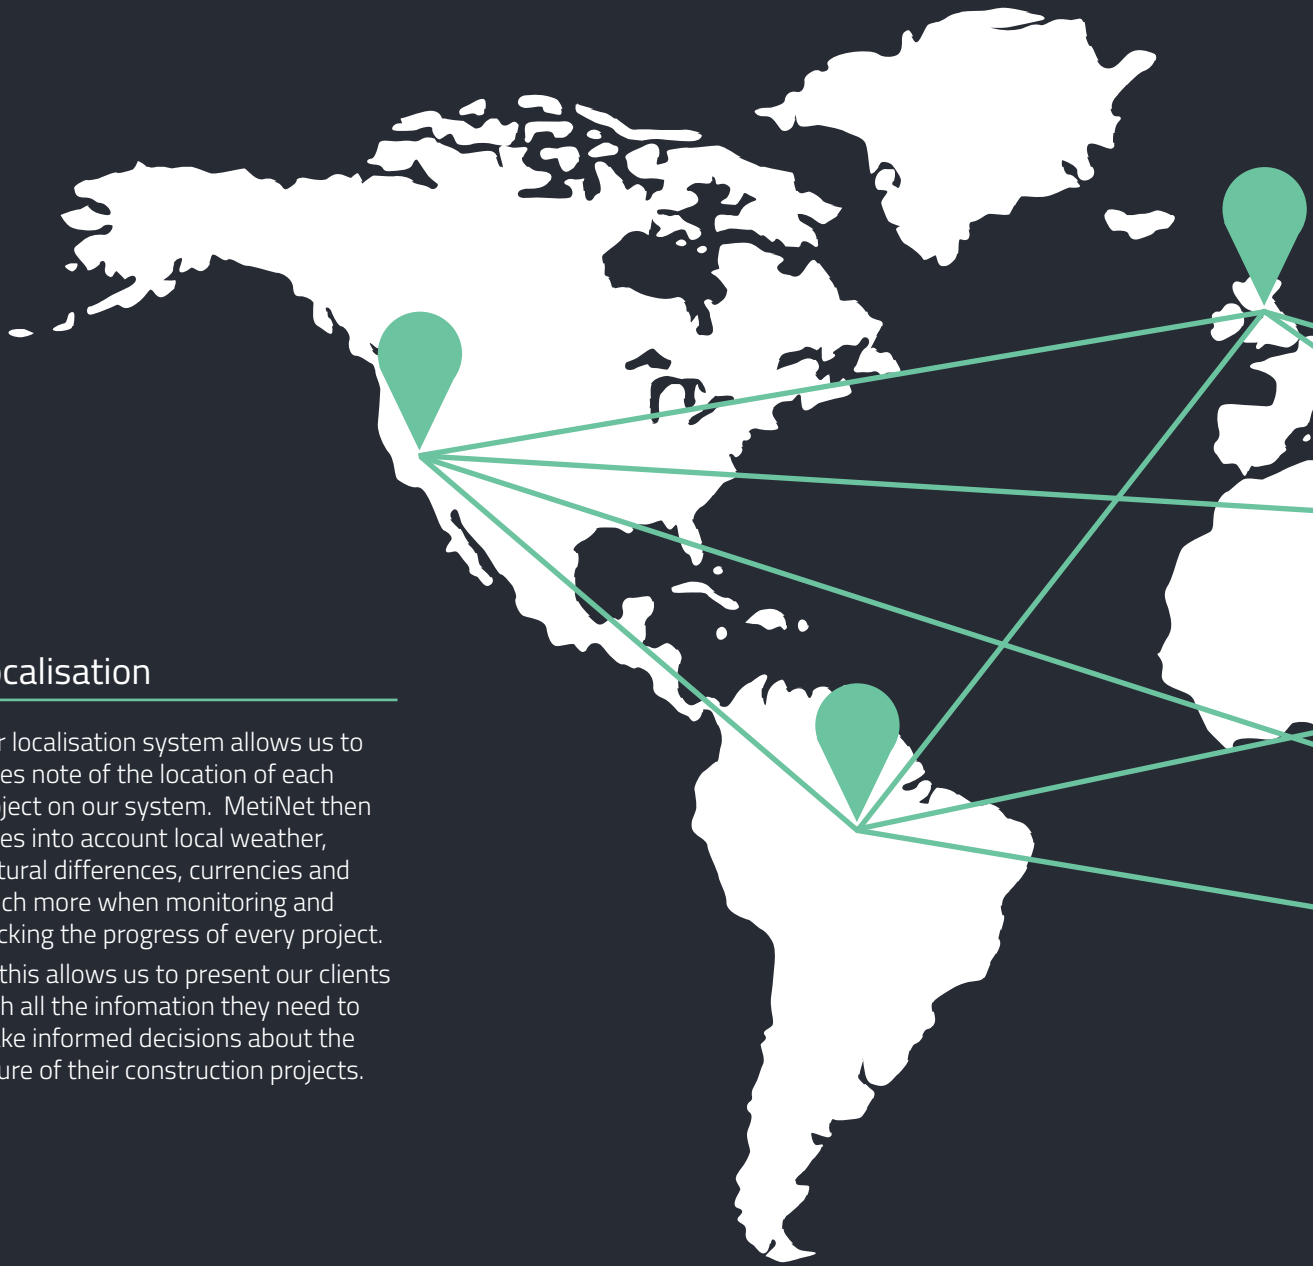 calisation
r localisation system allows us to
es note of the location of each
ject on our system. MetiNet then
es into account local weather,
tural differences, currencies and
ch more when monitoring and
cking the progress of every project.
this allows us to present our clients
h all the infomation they need to
ke informed decisions about the
ure of their construction projects.